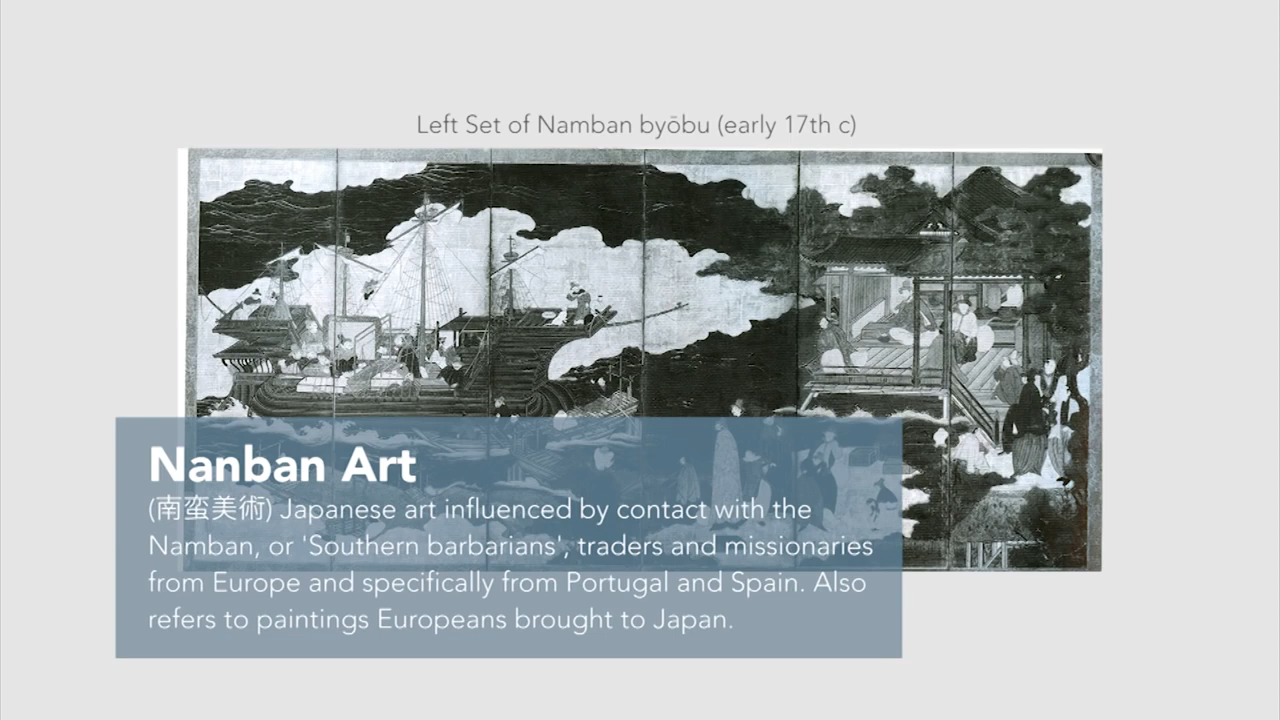 Left Set of Namban byōbu (early 17th c)
Nanban Art
(南蛮美術) Japanese art influenced by contact with the
Namban, or 'Southern barbarians', traders and missionaries
from Europe and specifically from Portugal and Spain. Also
refers to paintings Europeans brought to Japan.